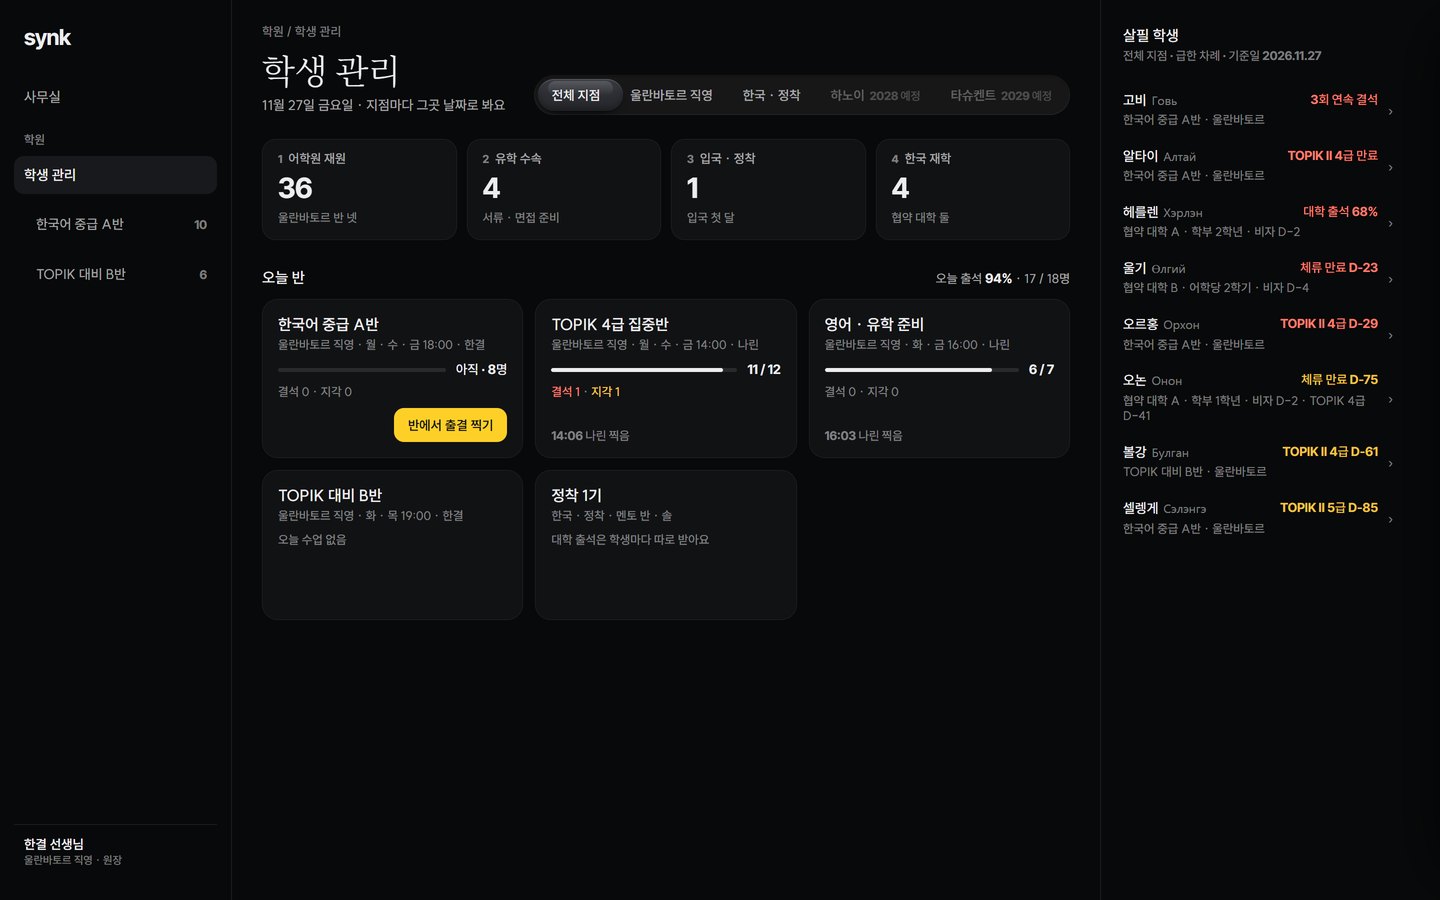 synk
사무실
학원
학생 관리
한국어 중급 A반 10
TOPIK 대비 B반 6
한결 선생님
울란바토르 직영 · 원장
학원 / 학생 관리
학생 관리
11월 27일 금요일 · 지점마다 그곳 날짜로 봐요
전체 지점 울란바토르 직영 한국 · 정착 하노이 2028 예정 타슈켄트 2029 예정
1 어학원 재원
36
울란바토르 반 넷
2 유학 수속
4
서류 · 면접 준비
3 입국 · 정착
1
입국 첫 달
4 한국 재학
4
협약 대학 둘
오늘 반
오늘 출석 94% · 17 / 18명
한국어 중급 A반
울란바토르 직영 · 월 · 수 · 금 18:00 · 한결
아직 · 8명
결석 0 · 지각 0
반에서 출결 찍기
TOPIK 4급 집중반
울란바토르 직영 · 월 · 수 · 금 14:00 · 나린
11 / 12
결석 1 · 지각 1
14:06 나린 찍음
영어 · 유학 준비
울란바토르 직영 · 화 · 금 16:00 · 나린
6 / 7
결석 0 · 지각 0
16:03 나린 찍음
TOPIK 대비 B반
울란바토르 직영 · 화 · 목 19:00 · 한결
오늘 수업 없음
정착 1기
한국 · 정착 · 멘토 반 · 솔
대학 출석은 학생마다 따로 받아요
살필 학생
전체 지점 · 급한 차례 · 기준일 2026.11.27
고비 Говь 3회 연속 결석
한국어 중급 A반 · 울란바토르
알타이 Алтай TOPIK II 4급 만료
한국어 중급 A반 · 울란바토르
헤를렌 Хэрлэн 대학 출석 68%
협약 대학 A · 학부 2학년 · 비자 D-2
울기 Өлгий 체류 만료 D-23
협약 대학 B · 어학당 2학기 · 비자 D-4
오르홍 Орхон TOPIK II 4급 D-29
한국어 중급 A반 · 울란바토르
오논 Онон 체류 만료 D-75
협약 대학 A · 학부 1학년 · 비자 D-2 · TOPIK 4급
D-41
볼강 Булган TOPIK II 4급 D-61
TOPIK 대비 B반 · 울란바토르
셀렝게 Сэлэнгэ TOPIK II 5급 D-85
한국어 중급 A반 · 울란바토르